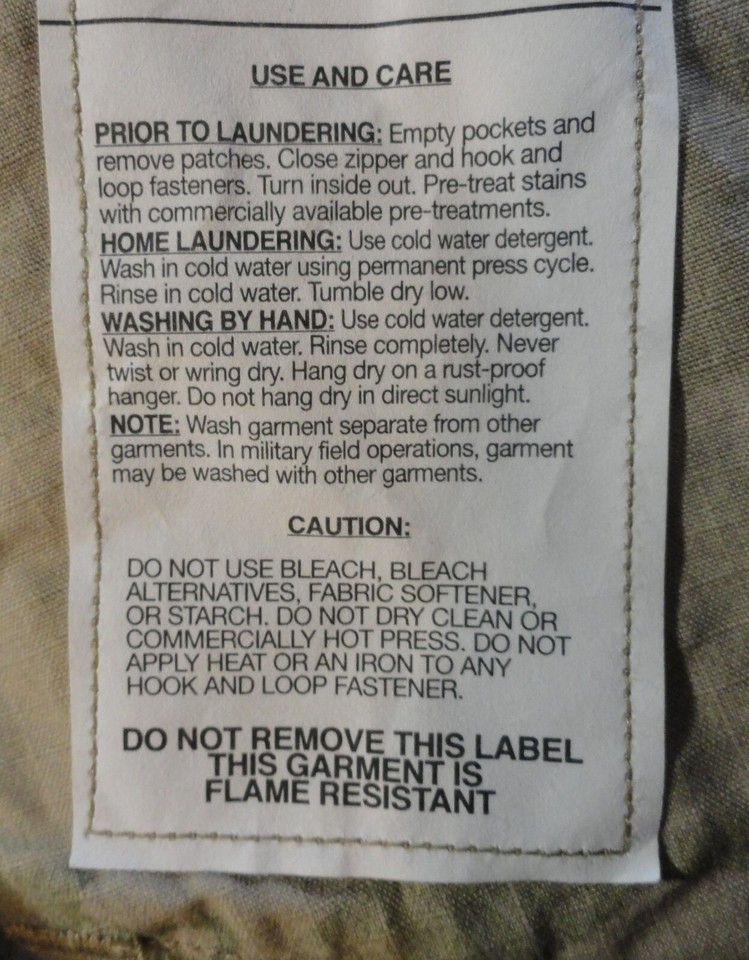 USE AND CARE
PRIOR TO LAUNDERING: Empty pockets and
remove patches. Close zipper and hook and
loop fasteners. Turn inside out. Pre-treat stains
with commercially available pre-treatments.
HOME LAUNDERING: Use cold water detergent.
Wash in cold water using permanent press cycle.
Rinse in cold water. Tumble dry low.
WASHING BY HAND: Use cold water detergent.
Wash in cold water. Rinse completely. Never
twist or wring dry. Hang dry on a rust-proof
hanger. Do not hang dry in direct sunlight.
NOTE: Wash garment separate from other
garments. In military field operations, garment
may be washed with other garments.
CAUTION:
DO NOT USE BLEACH, BLEACH
ALTERNATIVES, FABRIC SOFTENER,
OR STARCH. DO NOT DRY CLEAN OR
COMMERCIALLY HOT PRESS. DO NOT
APPLY HEAT OR AN IRON TO ANY
HOOK AND LOOP FASTENER.
DO NOT REMOVE THIS LABEL
THIS GARMENT IS
FLAME RESISTANT